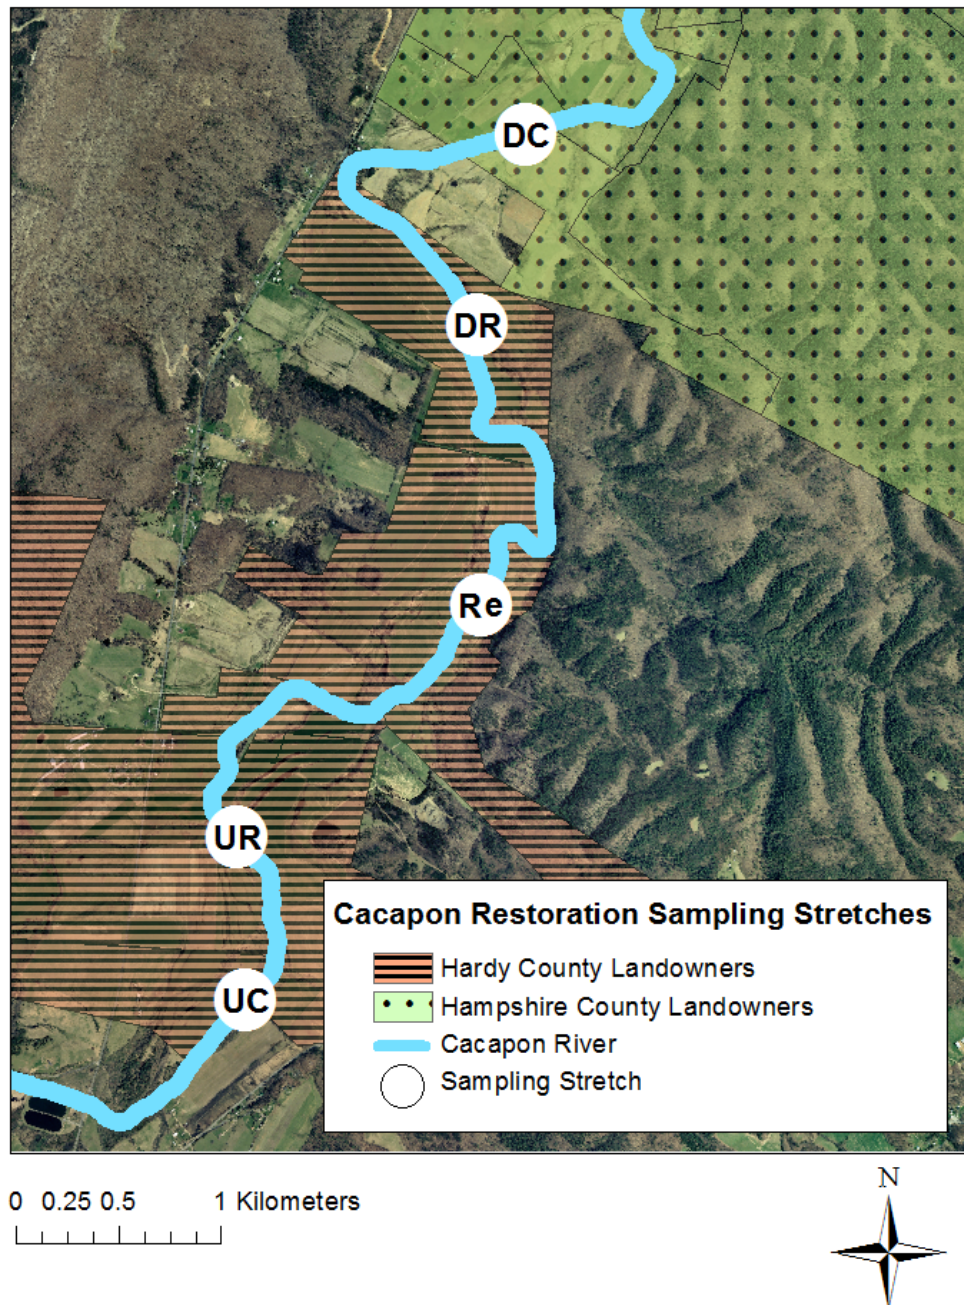 DC
DR
Re
UR
UC
Cacapon Restoration Sampling Stretches
Hardy County Landowners
Hampshire County Landowners
Cacapon River
Sampling Stretch
0 0.25 0.5 1 Kilometers
N